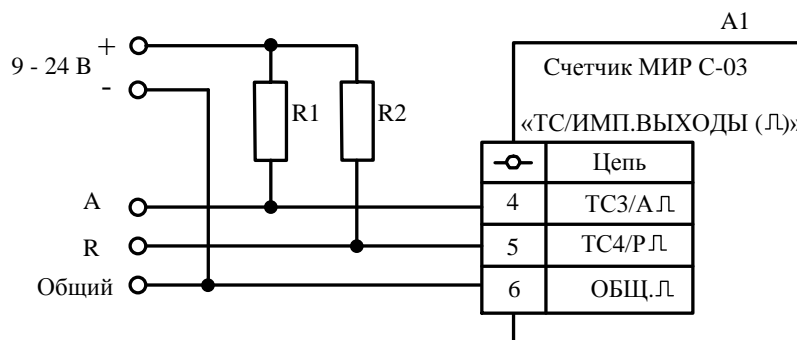 A1
+
9 - 24 В
-
Счетчик МИР С-03
R1
R2
«ТС/ИМП.ВЫХОДЫ (⎍)»
Цепь
A
4
ТС3/А⎍
R
5
ТС4/Р⎍
Общий
6
ОБЩ.⎍